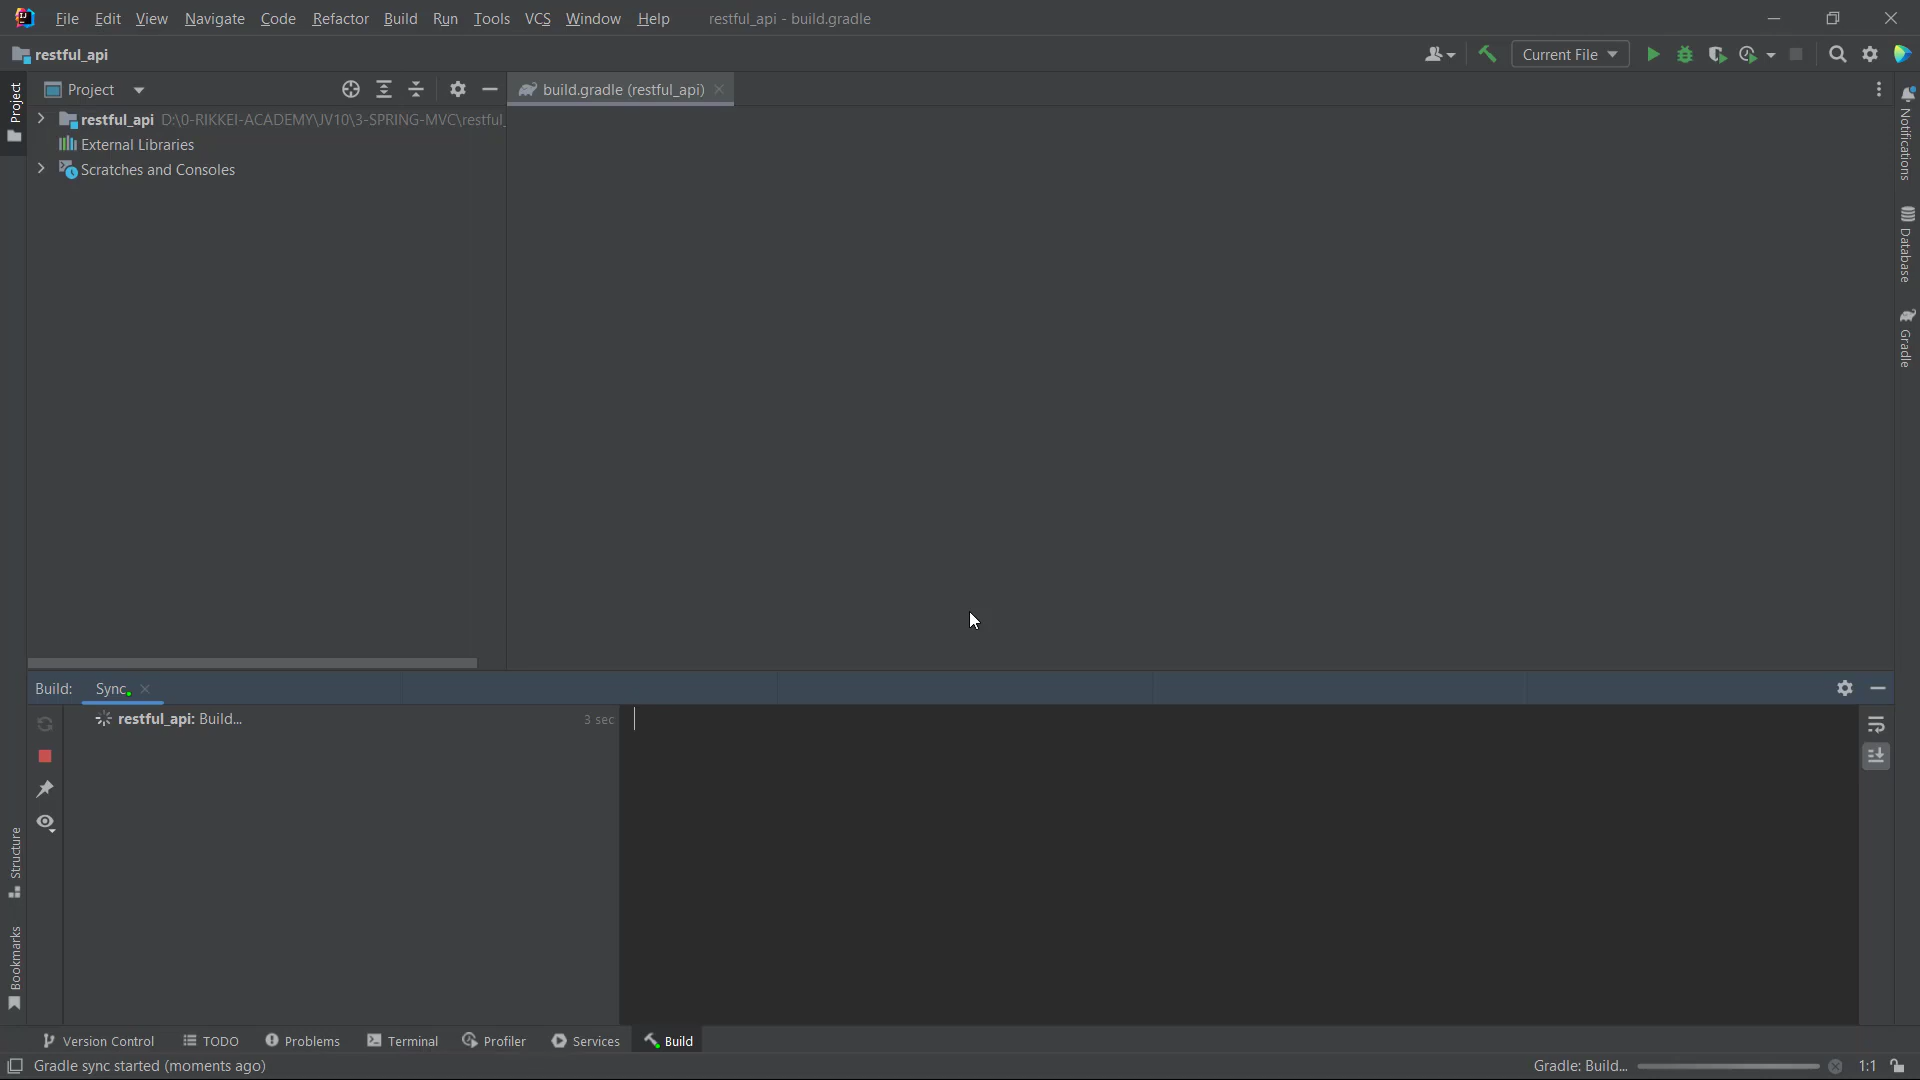 File Edit View Navigate Code Refactor Build Run Tools VCS Window Help restful_api - build.gradle
restful_api
Current File
Project
Project
build.gradle (restful_api)
restful_api D:\0-RIKKEI-ACADEMY\JV10\3-SPRING-MVC\restful_
External Libraries
Scratches and Consoles
Notifications
Database
Gradle
Build: Sync
restful_api: Build... 3 sec
Structure
Bookmarks
Version Control TODO Problems Terminal Profiler Services Build
Gradle sync started (moments ago) Gradle: Build... 1:1